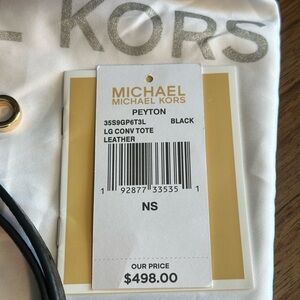 L KORS
MICHAEL
MICHAEL KORS
PEYTON
35S9GP6T3L BLACK
LG CONV TOTE
LEATHER
1 92877 33535 1
NS
OUR PRICE
$498.00